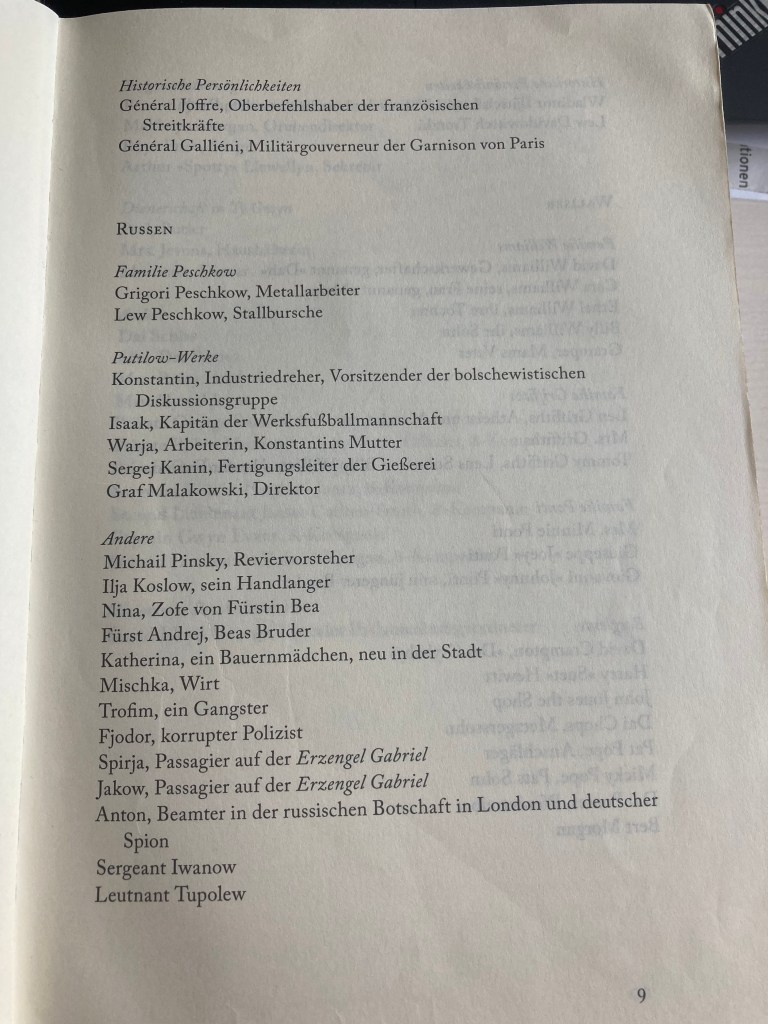 Historische Persönlichkeiten
Général Joffre, Oberbefehlshaber der französischen
Streitkräfte
Général Galliéni, Militärgouverneur der Garnison von Paris
Russen
Familie Peschkow
Grigori Peschkow, Metallarbeiter
Lew Peschkow, Stallbursche
Putilow-Werke
Konstantin, Industriedreher, Vorsitzender der bolschewistischen
Diskussionsgruppe
Isaak, Kapitän der Werksfußballmannschaft
Warja, Arbeiterin, Konstantins Mutter
Sergej Kanin, Fertigungsleiter der Gießerei
Graf Malakowski, Direktor
Andere
Michail Pinsky, Reviervorsteher
Ilja Koslow, sein Handlanger
Nina, Zofe von Fürstin Bea
Fürst Andrej, Beas Bruder
Katherina, ein Bauernmädchen, neu in der Stadt
Mischka, Wirt
Trofim, ein Gangster
Fjodor, korrupter Polizist
Spirja, Passagier auf der Erzengel Gabriel
Jakow, Passagier auf der Erzengel Gabriel
Anton, Beamter in der russischen Botschaft in London und deutscher
Spion
Sergeant Iwanow
Leutnant Tupolew
9
tionen